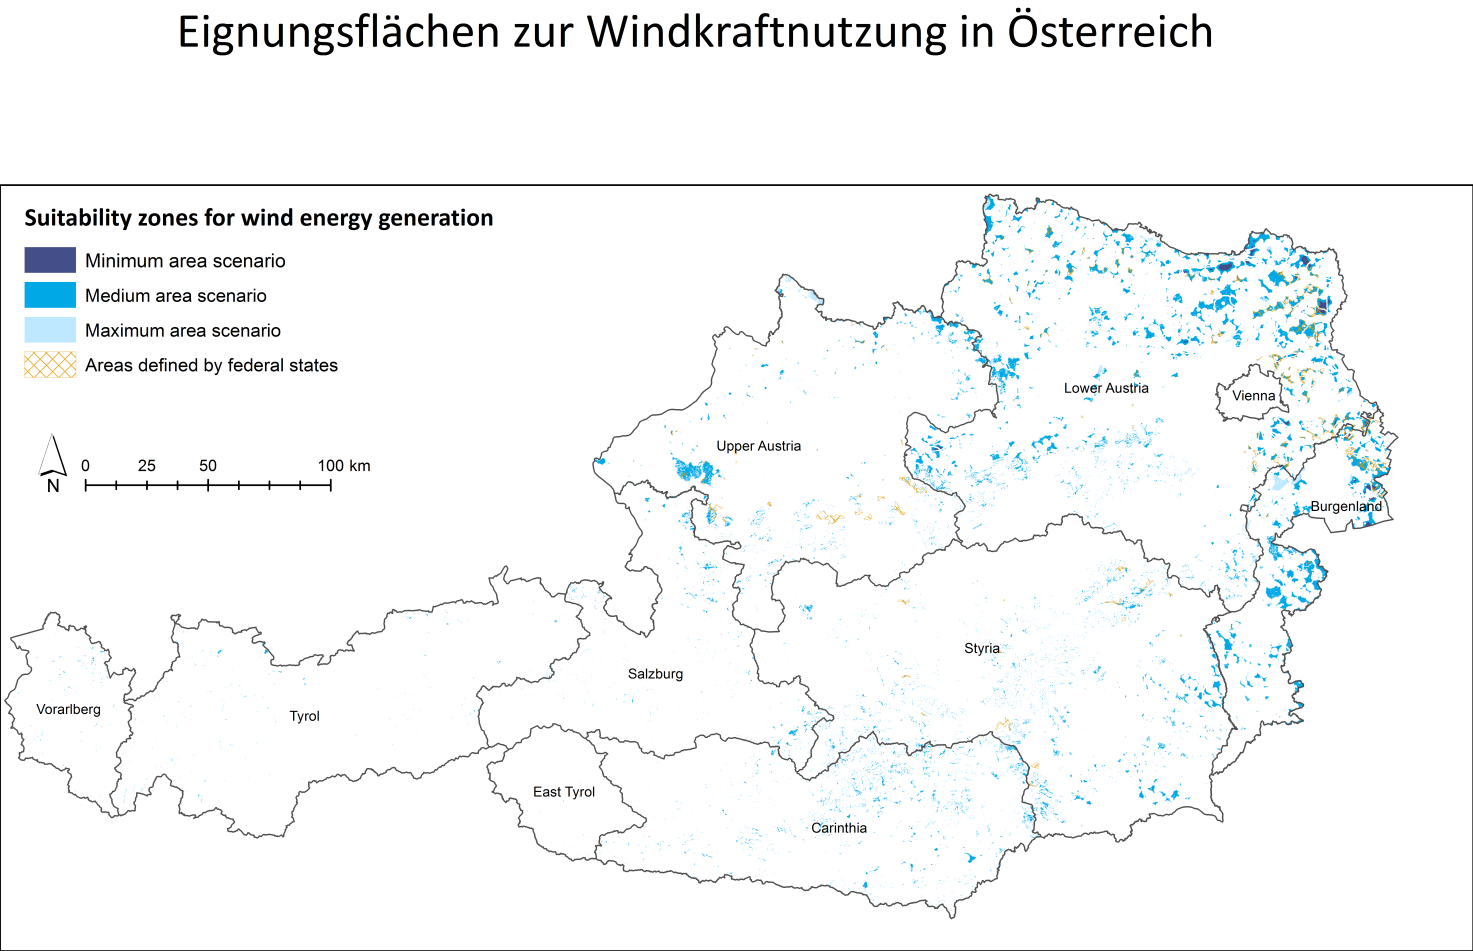 Eignungsflächen zur Windkraftnutzung in Österreich
Suitability zones for wind energy generation
Minimum area scenario
Medium area scenario
Maximum area scenario
Areas defined by federal states
0 25 50 100 km
N
Lower Austria
Vienna
Upper Austria
Burgenland
Styria
Salzburg
Vorarlberg
Tyrol
East Tyrol
Carinthia